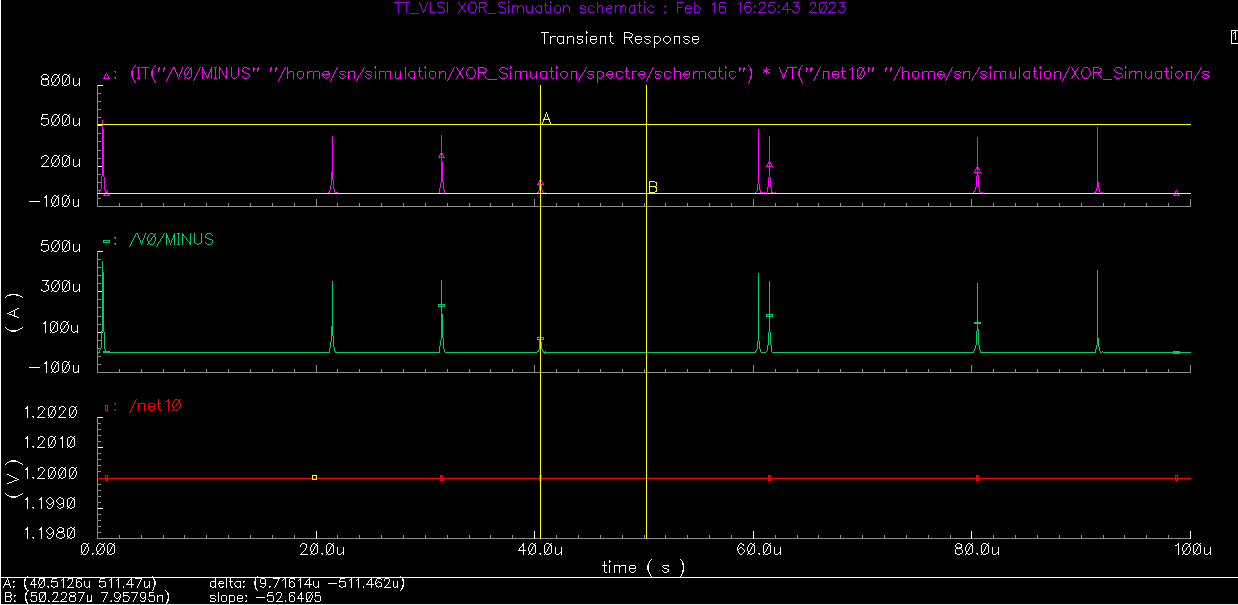 TT_VLSI XOR_Simuation schematic : Feb 16 16:25:43 2023
Transient Response
1
△: (IT("/V0/MINUS" "/home/sn/simulation/XOR_Simuation/spectre/schematic") * VT("/net10" "/home/sn/simulation/XOR_Simuation/s
800u
500u
200u
-100u
A
B
/V0/MINUS
500u
300u
100u
-100u
( A )
/net10
1.2020
1.2010
1.2000
1.1990
1.1980
( V )
0.00 20.0u 40.0u 60.0u 80.0u 100u
time ( s )
A: (40.5126u 511.47u) delta: (9.71614u -511.462u)
B: (50.2287u 7.95795n) slope: -52.6405